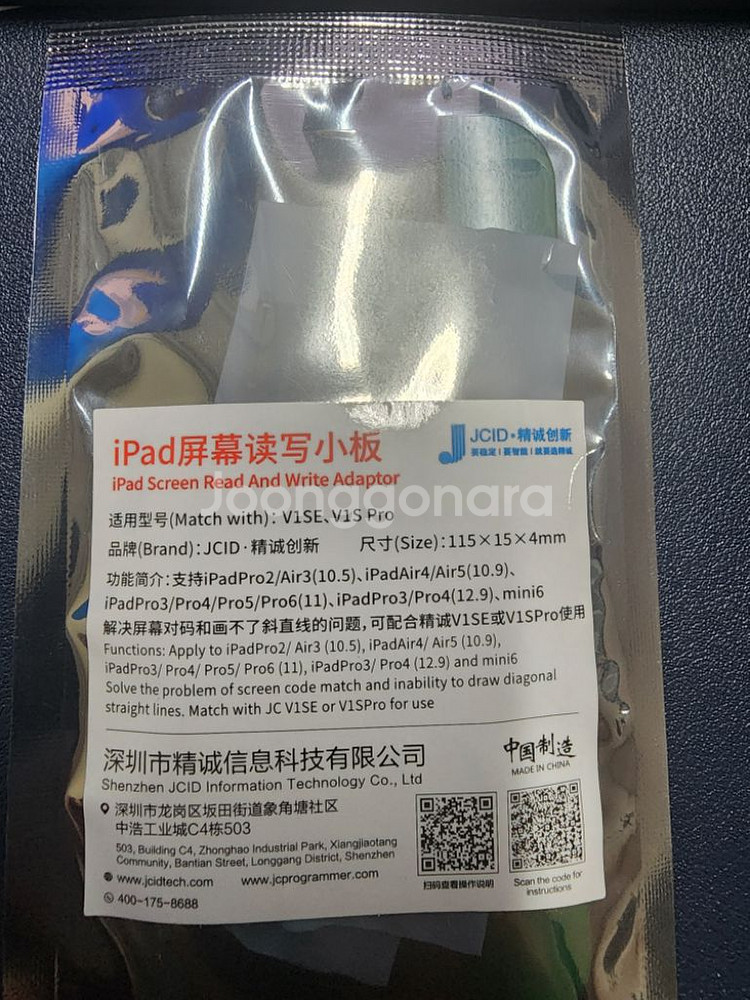 iPad屏幕读写小板
iPad Screen Read And Write Adaptor
JCID·精诚创新
要稳定|要智能|就要选精诚
Joonggonara
适用型号(Match with): V1SE、V1S Pro
品牌(Brand):JCID·精诚创新 尺寸(Size):115×15×4mm
功能简介:支持iPadPro2/Air3(10.5)、iPadAir4/Air5(10.9)、
iPadPro3/Pro4/Pro5/Pro6(11)、iPadPro3/Pro4(12.9)、mini6
解决屏幕对码和画不了斜直线的问题,可配合精诚V1SE或V1SPro使用
Functions: Apply to iPadPro2/ Air3 (10.5), iPadAir4/ Air5 (10.9),
iPadPro3/ Pro4/ Pro5/ Pro6 (11), iPadPro3/ Pro4 (12.9) and mini6
Solve the problem of screen code match and inability to draw diagonal
straight lines. Match with JC V1SE or V1SPro for use
深圳市精诚信息科技有限公司
Shenzhen JCID Information Technology Co., Ltd
中国制造
MADE IN CHINA
深圳市龙岗区坂田街道象角塘社区
中浩工业城C4栋503
503, Building C4, Zhonghao Industrial Park, Xiangjiaotang
Community, Bantian Street, Longgang District, Shenzhen
www.jcidtech.com www.jcprogrammer.com
400-175-8688
扫码查看操作说明
Scan the code for
instructions